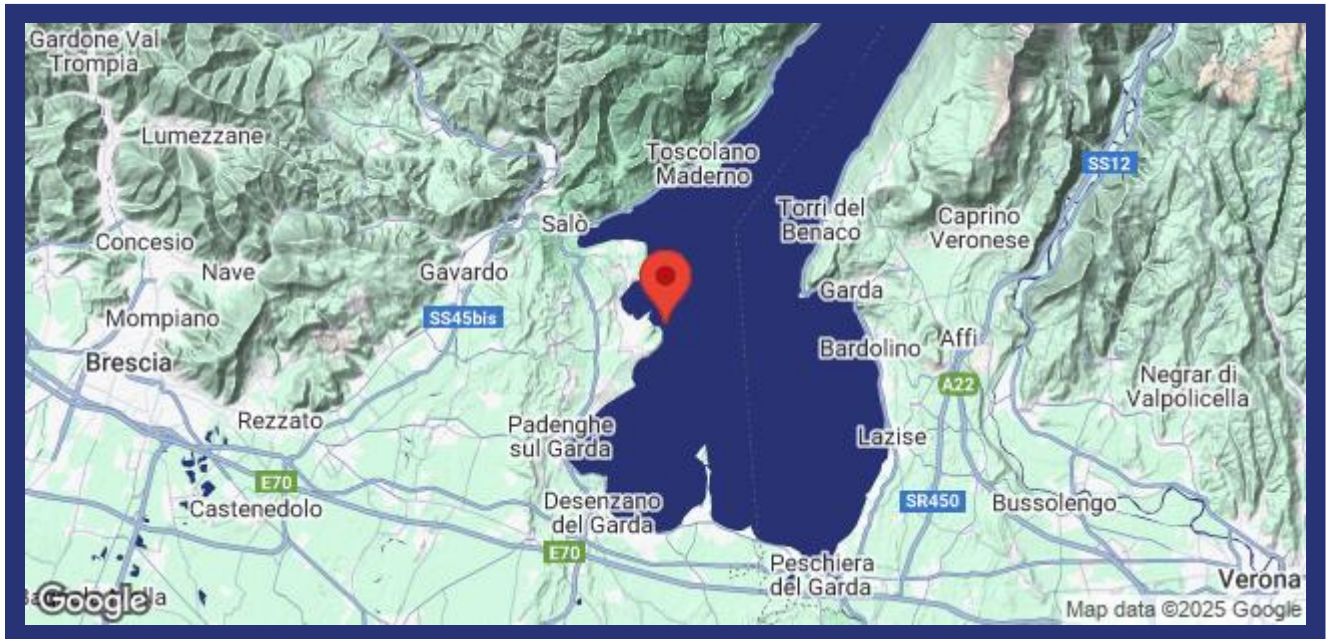 Gardone Val
Trompia
Lumezzane
Toscolano
Maderno
SS12
Salò
Torri del
Benaco
Caprino
Veronese
Concesio
Nave
Gavardo
Garda
Mompiano
SS45bis
Bardolino
Affi
Brescia
A22
Negrar di
Valpolicella
Rezzato
Padenghe
sul Garda
Lazise
E70
Castenedolo
Desenzano
del Garda
SR450
Bussolengo
E70
Peschiera
del Garda
Verona
Google
Map data ©2025 Google